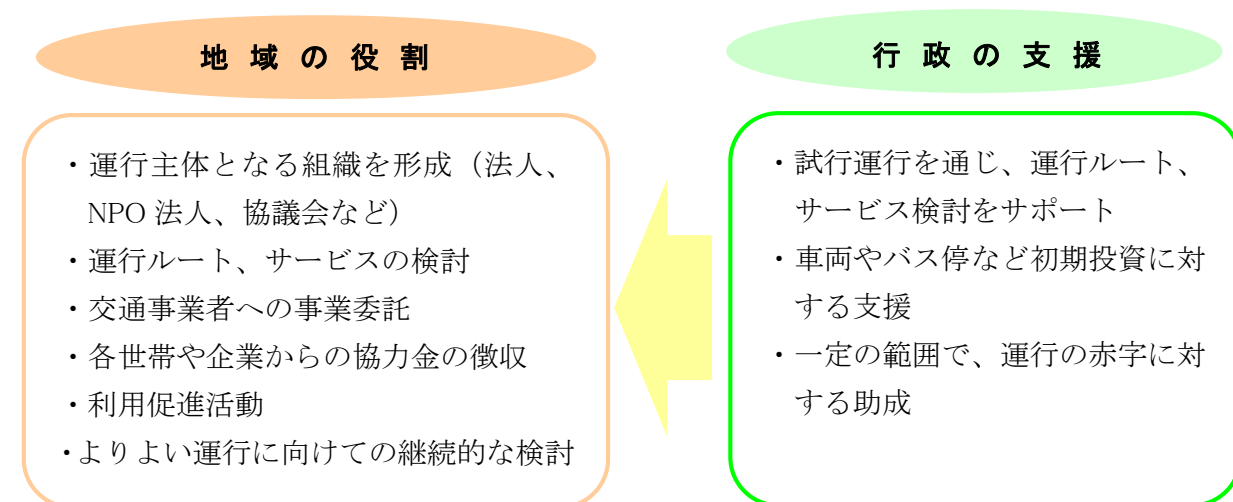 地域の役割
・運行主体となる組織を形成（法人、
NPO 法人、協議会など）
・運行ルート、サービスの検討
・交通事業者への事業委託
・各世帯や企業からの協力金の徴収
・利用促進活動
・よりよい運行に向けての継続的な検討
行政の支援
・試行運行を通じ、運行ルート、
サービス検討をサポート
・車両やバス停など初期投資に対
する支援
・一定の範囲で、運行の赤字に対
する助成